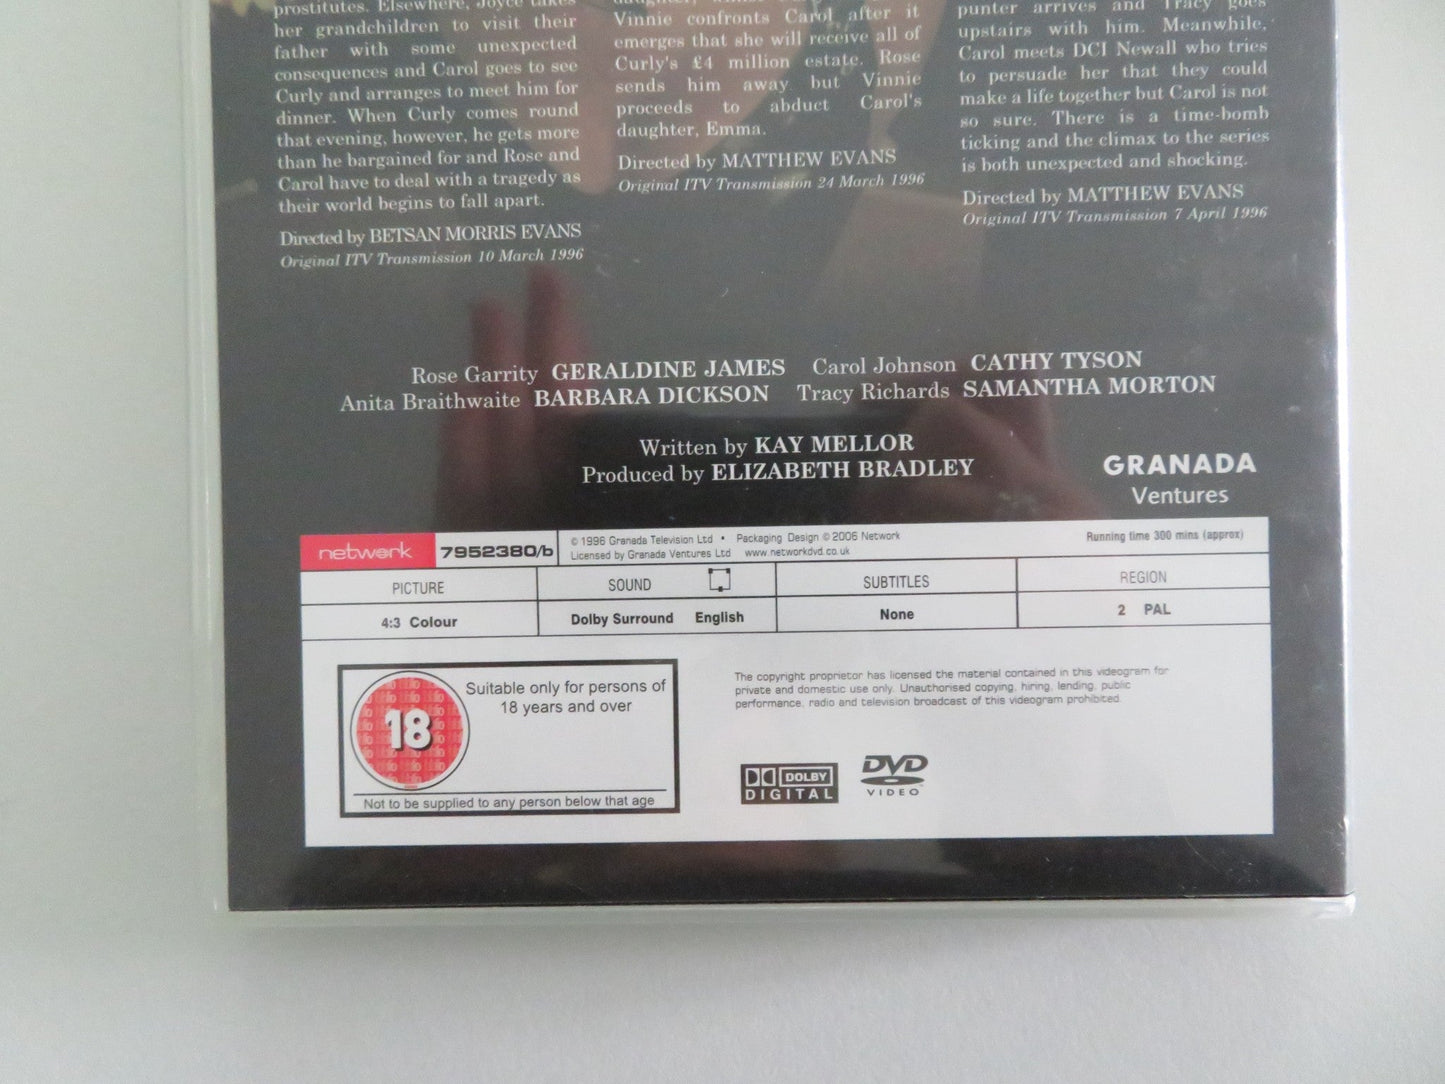 prostitutes. Elsewhere, Joyce takes
her grandchildren to visit their
father with some unexpected
consequences and Carol goes to see
Curly and arranges to meet him for
dinner. When Curly comes round
that evening, however, he gets more
than he bargained for and Rose and
Carol have to deal with a tragedy as
their world begins to fall apart.
Directed by BETSAN MORRIS EVANS
Original ITV Transmission 10 March 1996
Vinnie confronts Carol after it
emerges that she will receive all of
Curly's £4 million estate. Rose
sends him away but Vinnie
proceeds to abduct Carol's
daughter, Emma.
Directed by MATTHEW EVANS
Original ITV Transmission 24 March 1996
punter arrives and Tracy goes
upstairs with him. Meanwhile,
Carol meets DCI Newall who tries
to persuade her that they could
make a life together but Carol is not
so sure. There is a time-bomb
ticking and the climax to the series
is both unexpected and shocking.
Directed by MATTHEW EVANS
Original ITV Transmission 7 April 1996
Rose Garrity GERALDINE JAMES Carol Johnson CATHY TYSON
Anita Braithwaite BARBARA DICKSON Tracy Richards SAMANTHA MORTON
Written by KAY MELLOR
Produced by ELIZABETH BRADLEY
GRANADA
Ventures
network 7952380/b
© 1996 Granada Television Ltd • Packaging Design © 2006 Network
Licensed by Granada Ventures Ltd www.networkdvd.co.uk
Running time 300 mins (approx)
PICTURE SOUND SUBTITLES REGION
4:3 Colour Dolby Surround English None 2 PAL
18
Suitable only for persons of
18 years and over
Not to be supplied to any person below that age
The copyright proprietor has licensed the material contained in this videogram for
private and domestic use only. Unauthorised copying, hiring, lending, public
performance, radio and television broadcast of this videogram prohibited.
DOLBY
DIGITAL
DVD
VIDEO